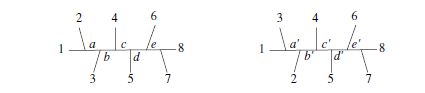 2 4 6 3 4 6
1 a c e 8 1 a' c' e' 8
b d b' d'
3 5 7 2 5 7